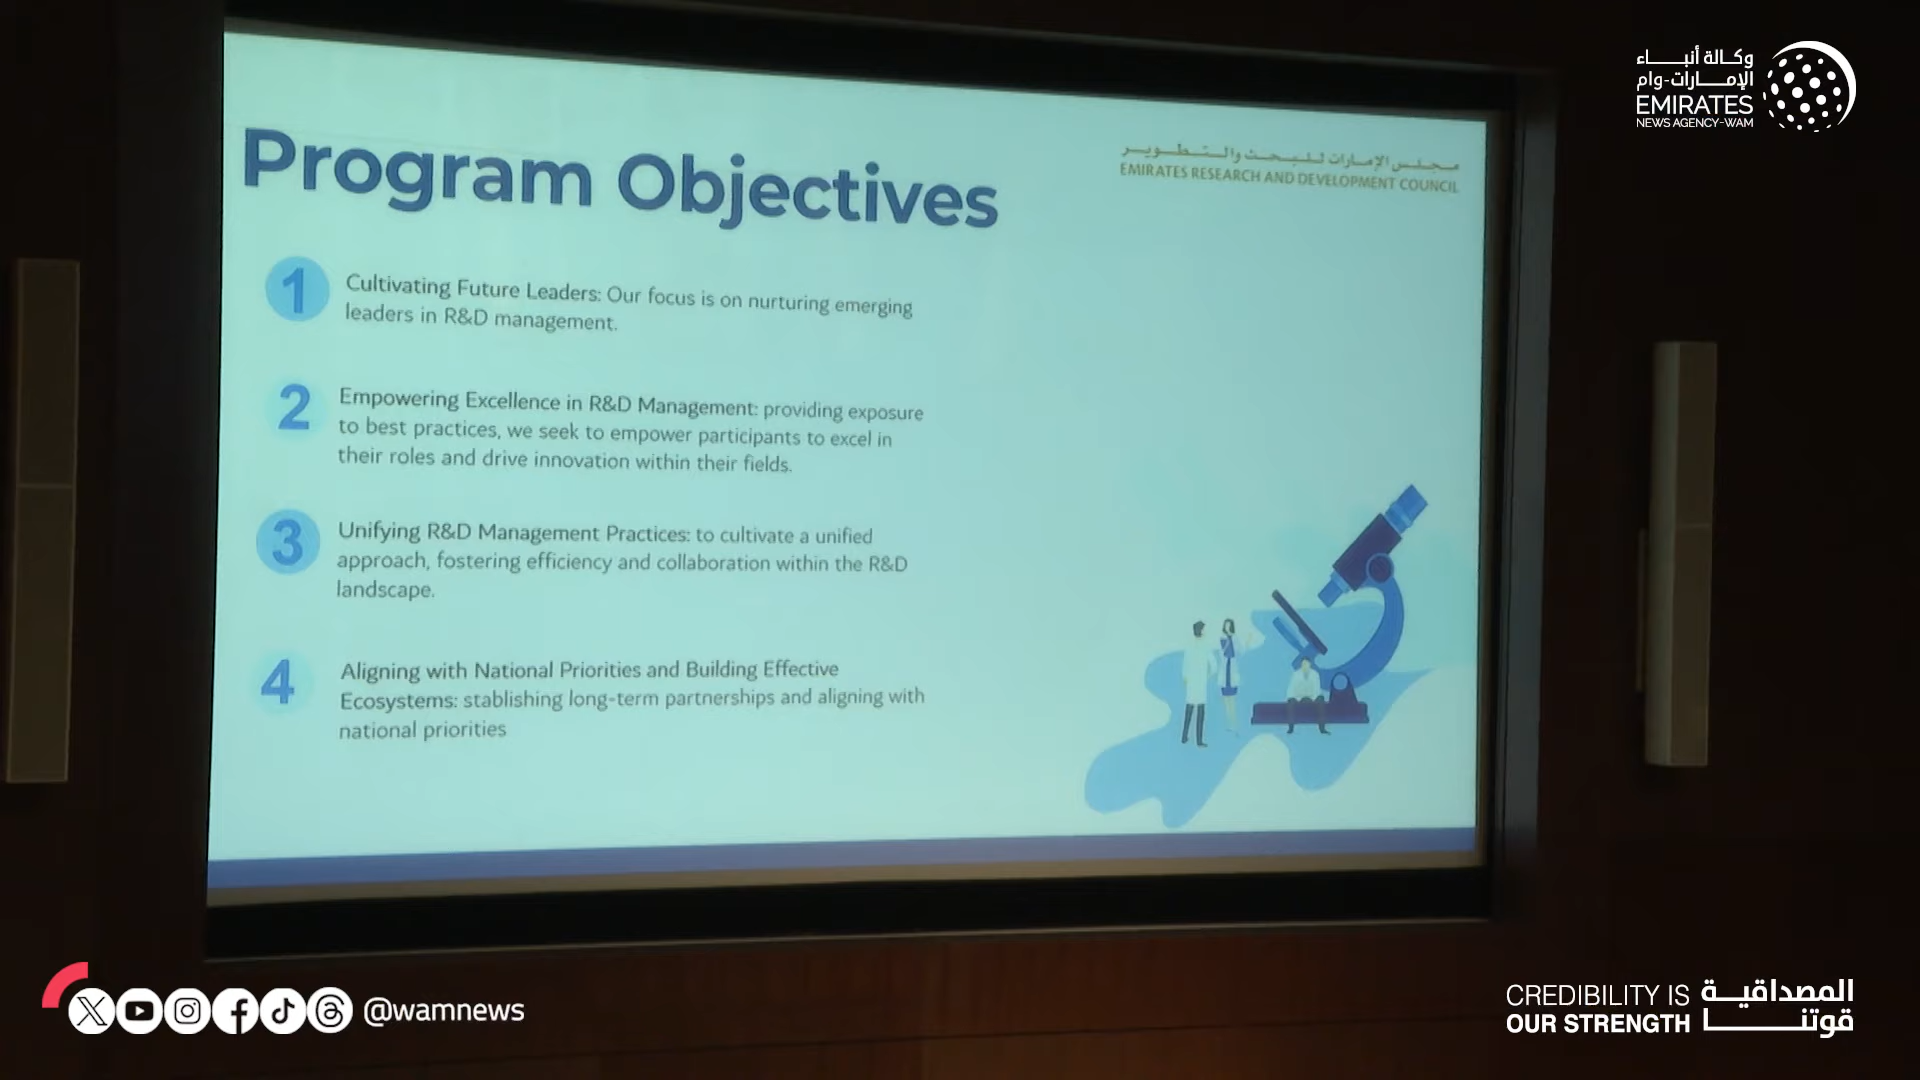 Program Objectives
مجلس الإمارات للبحث والتطوير
EMIRATES RESEARCH AND DEVELOPMENT COUNCIL
1
Cultivating Future Leaders: Our focus is on nurturing emerging
leaders in R&D management.
2
Empowering Excellence in R&D Management: providing exposure
to best practices, we seek to empower participants to excel in
their roles and drive innovation within their fields.
3
Unifying R&D Management Practices: to cultivate a unified
approach, fostering efficiency and collaboration within the R&D
landscape.
4
Aligning with National Priorities and Building Effective
Ecosystems: stablishing long-term partnerships and aligning with
national priorities
وكالة أنباء
الإمارات-وام
EMIRATES
NEWS AGENCY-WAM
@wamnews
CREDIBILITY IS
OUR STRENGTH
المصداقية
قوتنا